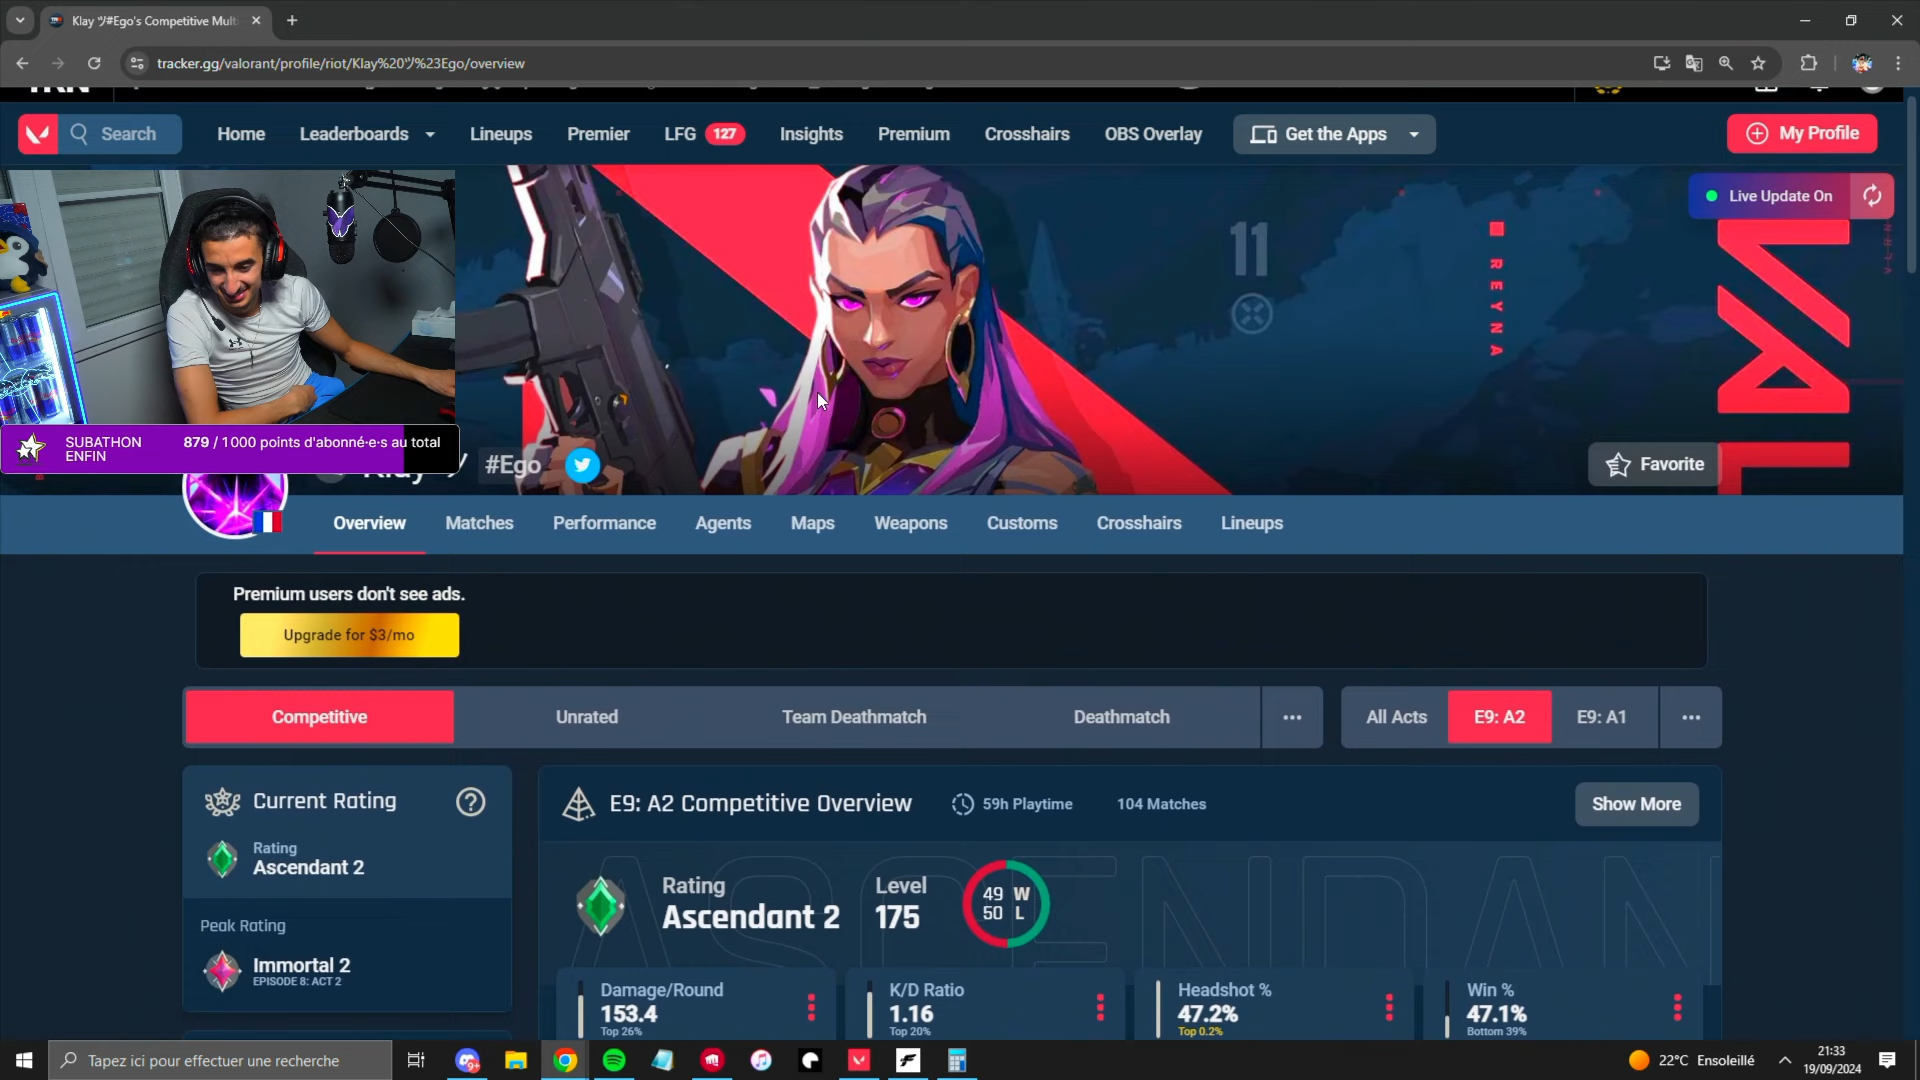 Klay ツ#Ego's Competitive Mult
tracker.gg/valorant/profile/riot/Klay%20ツ%23Ego/overview
Search
Home
Leaderboards
Lineups
Premier
LFG 127
Insights
Premium
Crosshairs
OBS Overlay
Get the Apps
My Profile
Live Update On
11
REYNA
SUBATHON
ENFIN
879 / 1000 points d'abonné·e·s au total
#Ego
Favorite
Overview
Matches
Performance
Agents
Maps
Weapons
Customs
Crosshairs
Lineups
Premium users don't see ads.
Upgrade for $3/mo
Competitive
Unrated
Team Deathmatch
Deathmatch
All Acts
E9: A2
E9: A1
Current Rating
Rating
Ascendant 2
Peak Rating
Immortal 2
EPISODE 8: ACT 2
E9: A2 Competitive Overview
59h Playtime
104 Matches
Show More
Rating
Ascendant 2
Level
175
49 W
50 L
Damage/Round
153.4
Top 26%
K/D Ratio
1.16
Top 20%
Headshot %
47.2%
Top 0.2%
Win %
47.1%
Bottom 39%
Tapez ici pour effectuer une recherche
22°C Ensoleillé
21:33
19/09/2024